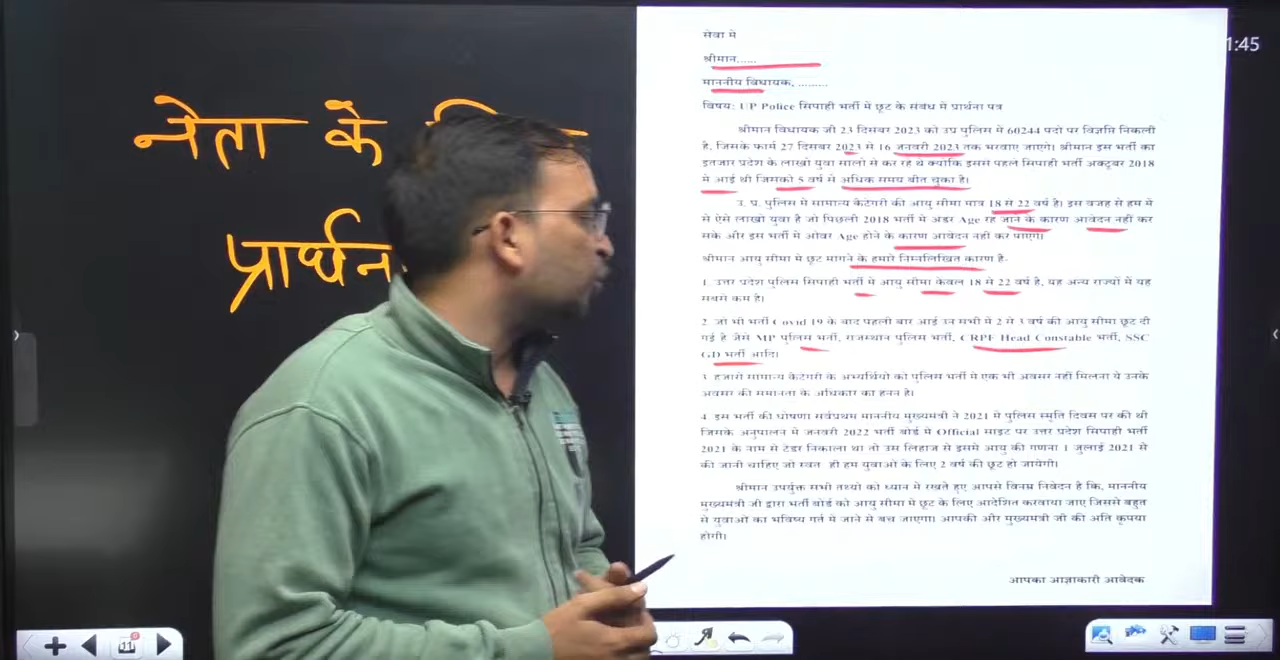 नेता के
प्रार्थन
1:45
सेवा में
श्रीमान......
माननीय विधायक, .........
विषय: UP Police सिपाही भर्ती में छूट के संबंध में प्रार्थना पत्र
श्रीमान विधायक जी 23 दिसंबर 2023 को उप्र पुलिस में 60244 पदों पर विज्ञप्ति निकली
है, जिसके फार्म 27 दिसंबर 2023 से 16 जनवरी 2023 तक भरवाए जाएंगे। श्रीमान इस भर्ती का
इंतजार प्रदेश के लाखों युवा सालों से कर रहे थे क्योंकि इससे पहले सिपाही भर्ती अक्टूबर 2018
में आई थी जिसको 5 वर्ष से अधिक समय बीत चुका है।
उ. प्र. पुलिस में सामान्य कैटेगरी की आयु सीमा मात्र 18 से 22 वर्ष है। इस वजह से हम में
से ऐसे लाखों युवा है जो पिछली 2018 भर्ती में अंडर Age रह जाने के कारण आवेदन नहीं कर
सके और इस भर्ती में ओवर Age होने के कारण आवेदन नहीं कर पाएंगे।
श्रीमान आयु सीमा में छूट मांगने के हमारे निम्नलिखित कारण है-
1. उत्तर प्रदेश पुलिस सिपाही भर्ती में आयु सीमा केवल 18 से 22 वर्ष है, यह अन्य राज्यों में यह
सबसे कम है।
2. जो भी भर्ती Covid 19 के बाद पहली बार आई उन सभी में 2 से 3 वर्ष की आयु सीमा छूट दी
गई है जैसे MP पुलिस भर्ती, राजस्थान पुलिस भर्ती, CRPF Head Constable भर्ती, SSC
GD भर्ती आदि।
3. हजारों सामान्य कैटेगरी के अभ्यर्थियों को पुलिस भर्ती में एक भी अवसर नहीं मिलना ये उनके
अवसर की समानता के अधिकार का हनन है।
4. इस भर्ती की घोषणा सर्वप्रथम माननीय मुख्यमंत्री ने 2021 में पुलिस स्मृति दिवस पर की थी
जिसके अनुपालन में जनवरी 2022 भर्ती बोर्ड में Official साइट पर उत्तर प्रदेश सिपाही भर्ती
2021 के नाम से टेंडर निकाला था तो उस लिहाज से इसमें आयु की गणना 1 जुलाई 2021 से
की जानी चाहिए जो स्वत ही हम युवाओं के लिए 2 वर्ष की छूट हो जायेगी।
श्रीमान उपर्युक्त सभी तथ्यों को ध्यान में रखते हुए आपसे विनम्र निवेदन है कि, माननीय
मुख्यमंत्री जी द्वारा भर्ती बोर्ड को आयु सीमा में छूट के लिए आदेशित करवाया जाए जिससे बहुत
से युवाओं का भविष्य गर्त में जाने से बच जाएगा। आपकी और मुख्यमंत्री जी की अति कृपया
होगी।
आपका आज्ञाकारी आवेदक
11